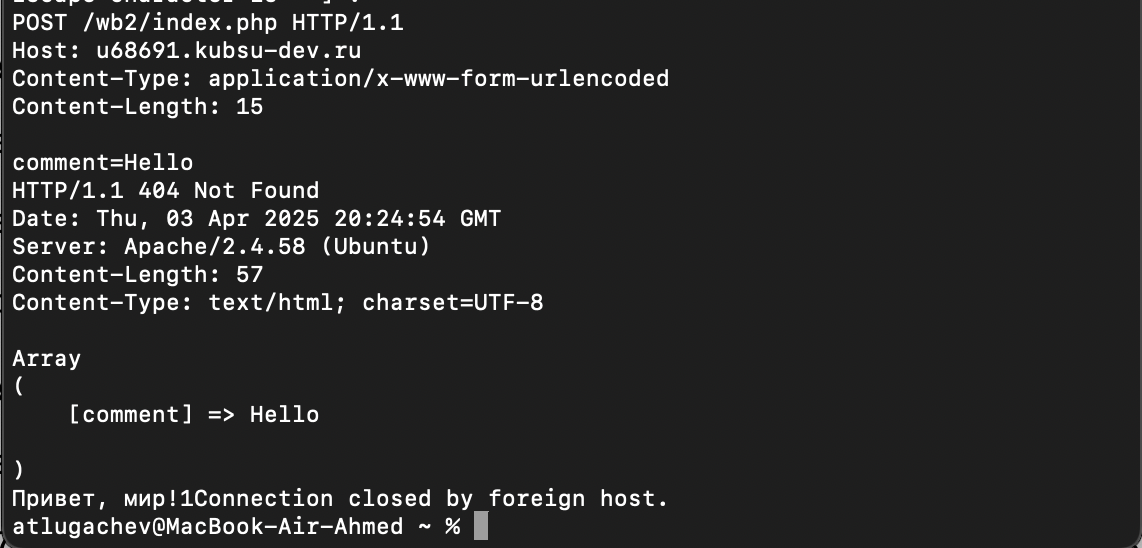 POST /wb2/index.php HTTP/1.1
Host: u68691.kubsu-dev.ru
Content-Type: application/x-www-form-urlencoded
Content-Length: 15
comment=Hello
HTTP/1.1 404 Not Found
Date: Thu, 03 Apr 2025 20:24:54 GMT
Server: Apache/2.4.58 (Ubuntu)
Content-Length: 57
Content-Type: text/html; charset=UTF-8
Array
(
    [comment] => Hello
)
Привет, мир!1Connection closed by foreign host.
atlugachev@MacBook-Air-Ahmed ~ %